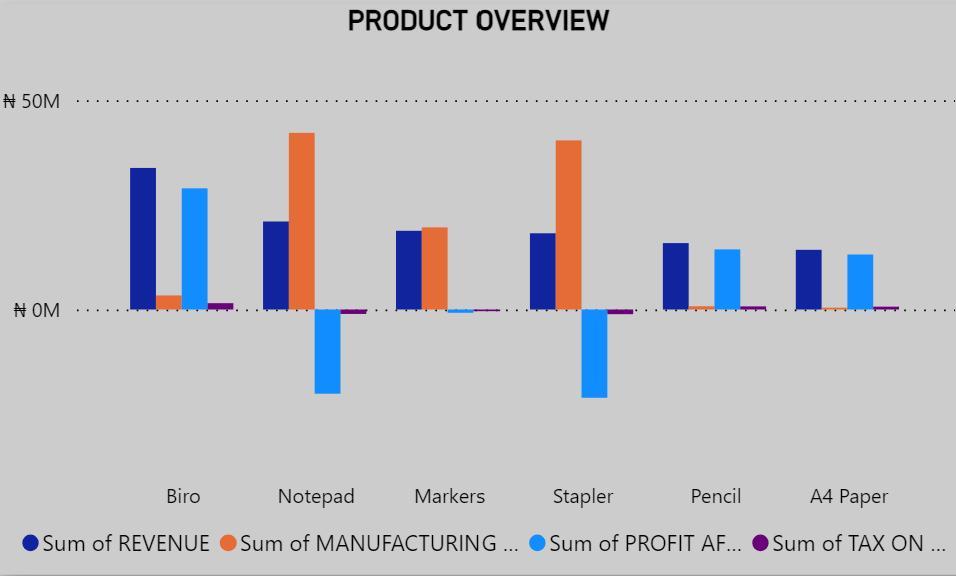 PRODUCT OVERVIEW
₦ 50M
₦ 0M
Biro Notepad Markers Stapler Pencil A4 Paper
Sum of REVENUE Sum of MANUFACTURING ... Sum of PROFIT AF... Sum of TAX ON ...